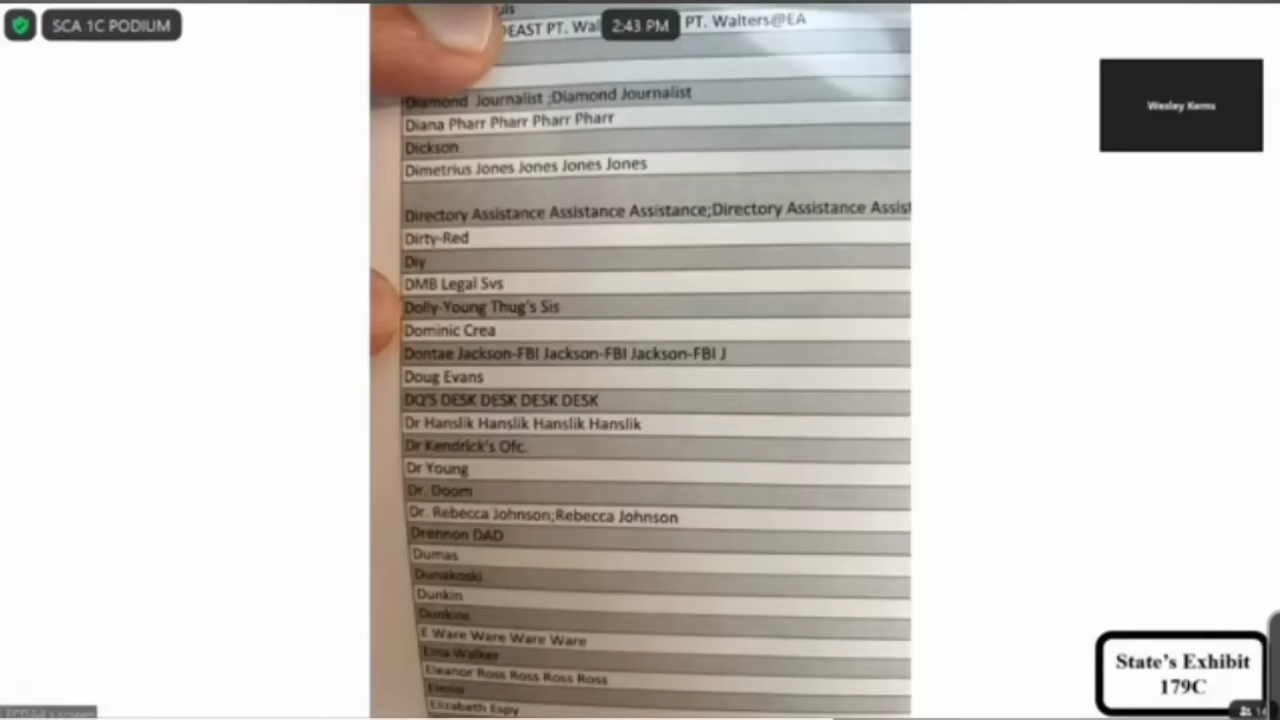 SCA 1C PODIUM
2:43 PM
EAST PT. Wal PT. Walters@EA
Diamond Journalist ;Diamond Journalist
Diana Pharr Pharr Pharr Pharr
Dickson
Dimetrius Jones Jones Jones Jones
Directory Assistance Assistance Assistance;Directory Assistance Assist
Dirty-Red
Diy
DMB Legal Svs
Dolly-Young Thug's Sis
Dominic Crea
Dontae Jackson-FBI Jackson-FBI Jackson-FBI J
Doug Evans
DQ'S DESK DESK DESK DESK
Dr Hanslik Hanslik Hanslik Hanslik
Dr Kendrick's Ofc.
Dr Young
Dr. Doom
Dr. Rebecca Johnson;Rebecca Johnson
Drennon DAD
Dumas
Dunakoski
Dunkin
Dunkins
E Ware Ware Ware Ware
Walker
Eleanor Ross Ross Ross Ross
Elizabeth Espy
Wesley Kerns
State's Exhibit
179C
14